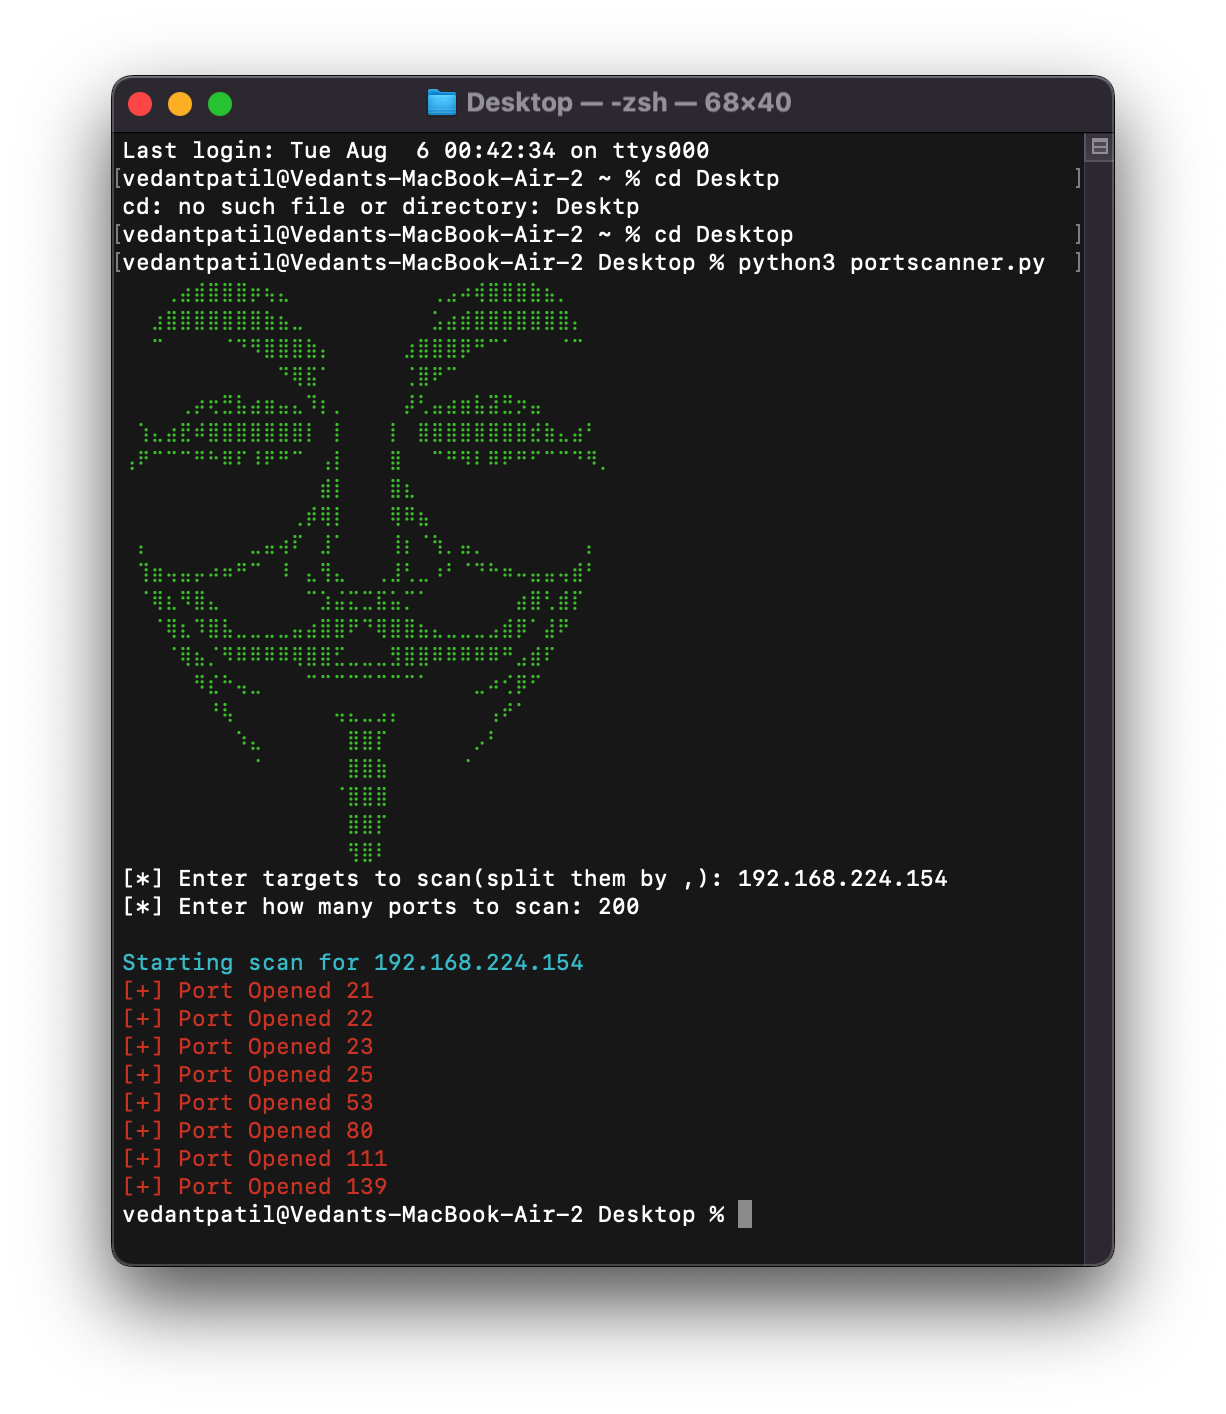 Desktop — -zsh — 68×40
Last login: Tue Aug  6 00:42:34 on ttys000
[vedantpatil@Vedants-MacBook-Air-2 ~ % cd Desktp ]
cd: no such file or directory: Desktp
[vedantpatil@Vedants-MacBook-Air-2 ~ % cd Desktop ]
[vedantpatil@Vedants-MacBook-Air-2 Desktop % python3 portscanner.py ]
[*] Enter targets to scan(split them by ,): 192.168.224.154
[*] Enter how many ports to scan: 200
Starting scan for 192.168.224.154
[+] Port Opened 21
[+] Port Opened 22
[+] Port Opened 23
[+] Port Opened 25
[+] Port Opened 53
[+] Port Opened 80
[+] Port Opened 111
[+] Port Opened 139
vedantpatil@Vedants-MacBook-Air-2 Desktop %